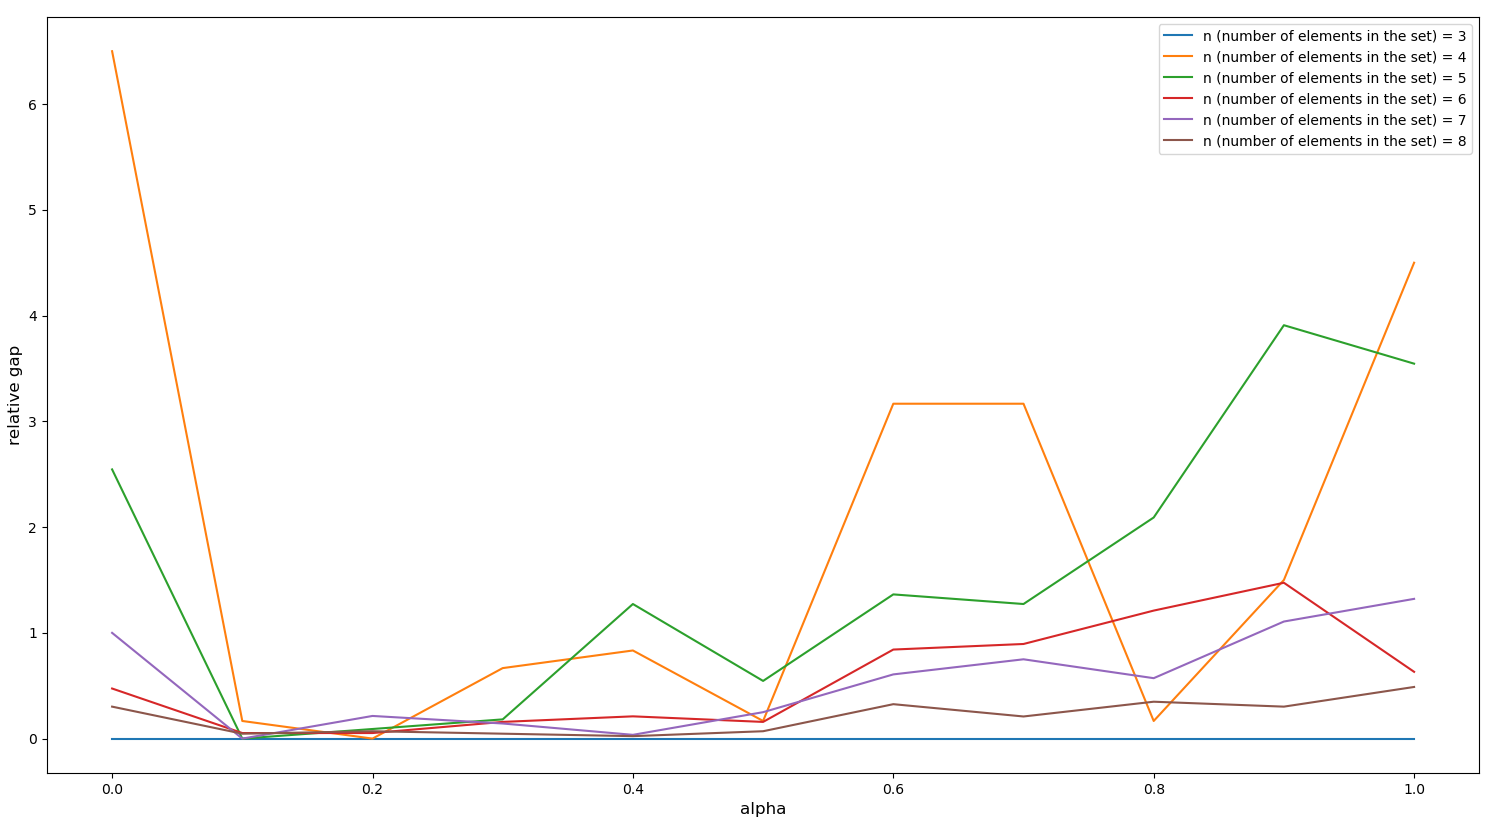 n (number of elements in the set) = 3
n (number of elements in the set) = 4
n (number of elements in the set) = 5
n (number of elements in the set) = 6
n (number of elements in the set) = 7
n (number of elements in the set) = 8
relative gap
6
5
4
3
2
1
0
0.0 0.2 0.4 0.6 0.8 1.0
alpha